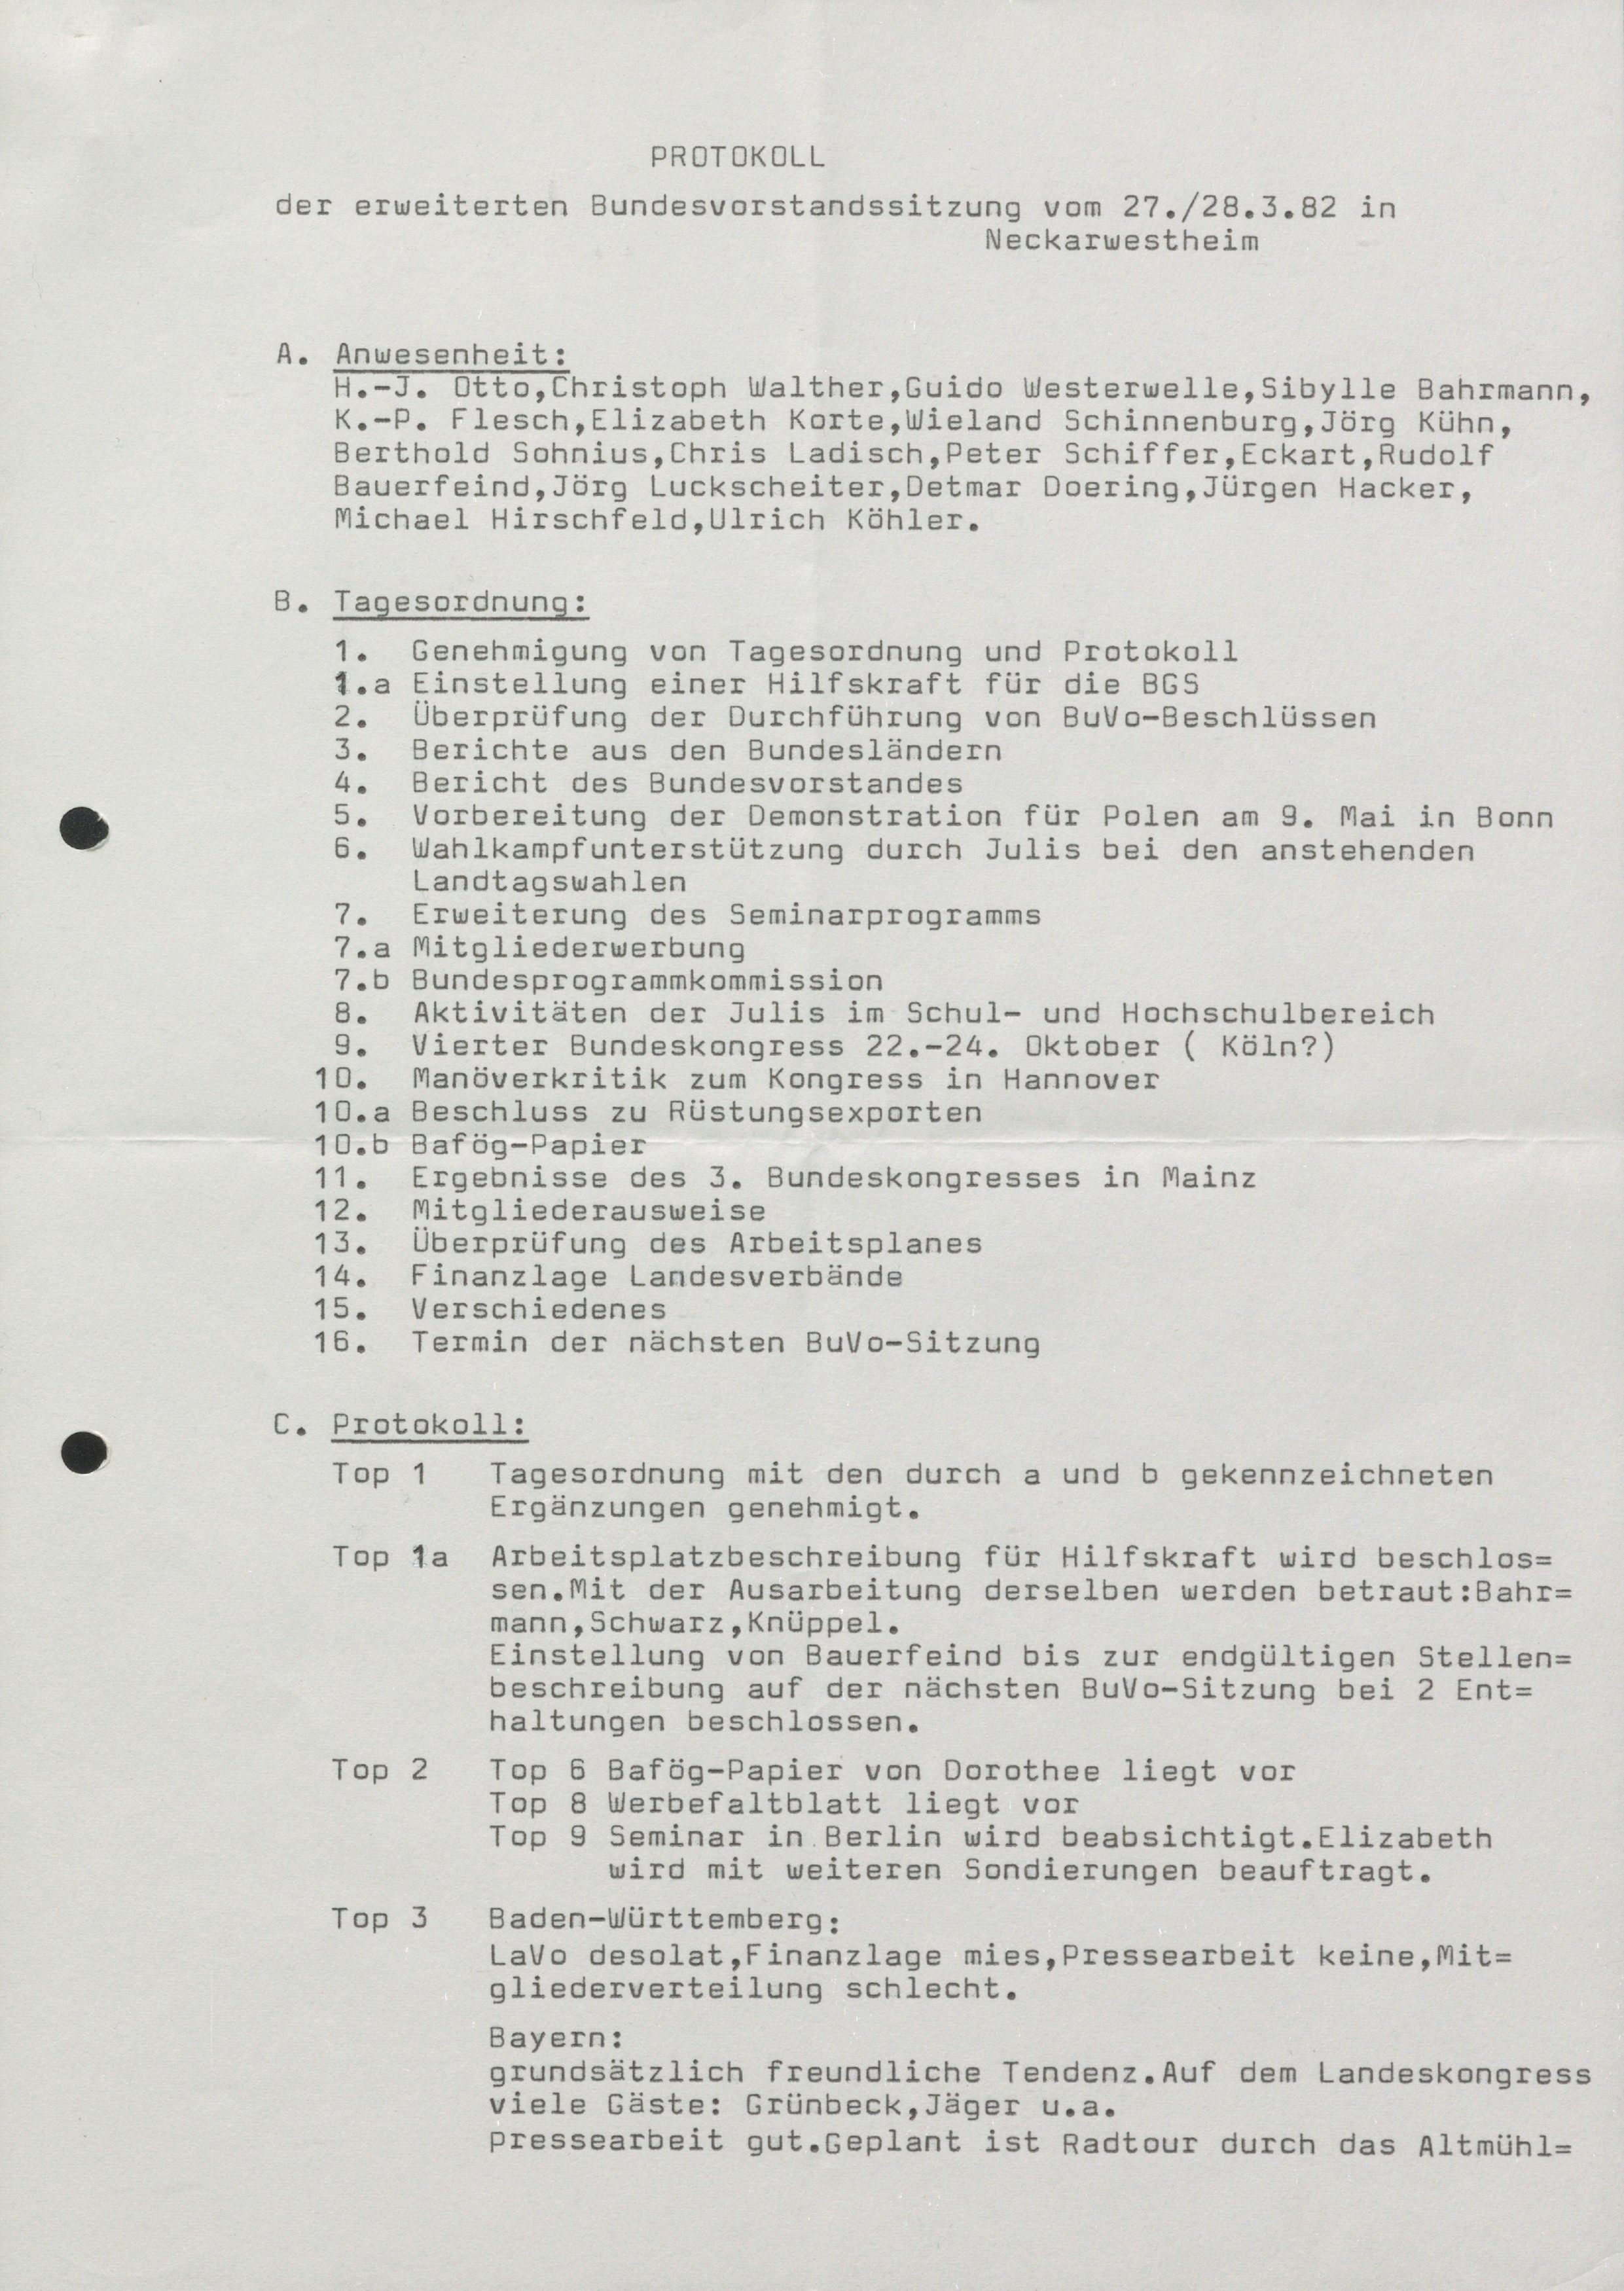 PROTOKOLL
der erweiterten Bundesvorstandssitzung vom 27./28.3.82 in
Neckarwestheim
A. Anwesenheit:
H.-J. Otto,Christoph Walther,Guido Westerwelle,Sibylle Bahrmann,
K.-P. Flesch,Elizabeth Korte,Wieland Schinnenburg,Jörg Kühn,
Berthold Sohnius,Chris Ladisch,Peter Schiffer,Eckart,Rudolf
Bauerfeind,Jörg Luckscheiter,Detmar Doering,Jürgen Hacker,
Michael Hirschfeld,Ulrich Köhler.
B. Tagesordnung:
1. Genehmigung von Tagesordnung und Protokoll
1.a Einstellung einer Hilfskraft für die BGS
2. Überprüfung der Durchführung von BuVo-Beschlüssen
3. Berichte aus den Bundesländern
4. Bericht des Bundesvorstandes
5. Vorbereitung der Demonstration für Polen am 9. Mai in Bonn
6. Wahlkampfunterstützung durch Julis bei den anstehenden
Landtagswahlen
7. Erweiterung des Seminarprogramms
7.a Mitgliederwerbung
7.b Bundesprogrammkommission
8. Aktivitäten der Julis im Schul- und Hochschulbereich
9. Vierter Bundeskongress 22.-24. Oktober ( Köln?)
10. Manöverkritik zum Kongress in Hannover
10.a Beschluss zu Rüstungsexporten
10.b Bafög-Papier
11. Ergebnisse des 3. Bundeskongresses in Mainz
12. Mitgliederausweise
13. Überprüfung des Arbeitsplanes
14. Finanzlage Landesverbände
15. Verschiedenes
16. Termin der nächsten BuVo-Sitzung
C. Protokoll:
Top 1 Tagesordnung mit den durch a und b gekennzeichneten
Ergänzungen genehmigt.
Top 1a Arbeitsplatzbeschreibung für Hilfskraft wird beschlos=
sen.Mit der Ausarbeitung derselben werden betraut:Bahr=
mann,Schwarz,Knüppel.
Einstellung von Bauerfeind bis zur endgültigen Stellen=
beschreibung auf der nächsten BuVo-Sitzung bei 2 Ent=
haltungen beschlossen.
Top 2 Top 6 Bafög-Papier von Dorothee liegt vor
Top 8 Werbefaltblatt liegt vor
Top 9 Seminar in Berlin wird beabsichtigt.Elizabeth
wird mit weiteren Sondierungen beauftragt.
Top 3 Baden-Württemberg:
LaVo desolat,Finanzlage mies,Pressearbeit keine,Mit=
gliederverteilung schlecht.
Bayern:
grundsätzlich freundliche Tendenz.Auf dem Landeskongress
viele Gäste: Grünbeck,Jäger u.a.
Pressearbeit gut.Geplant ist Radtour durch das Altmühl=